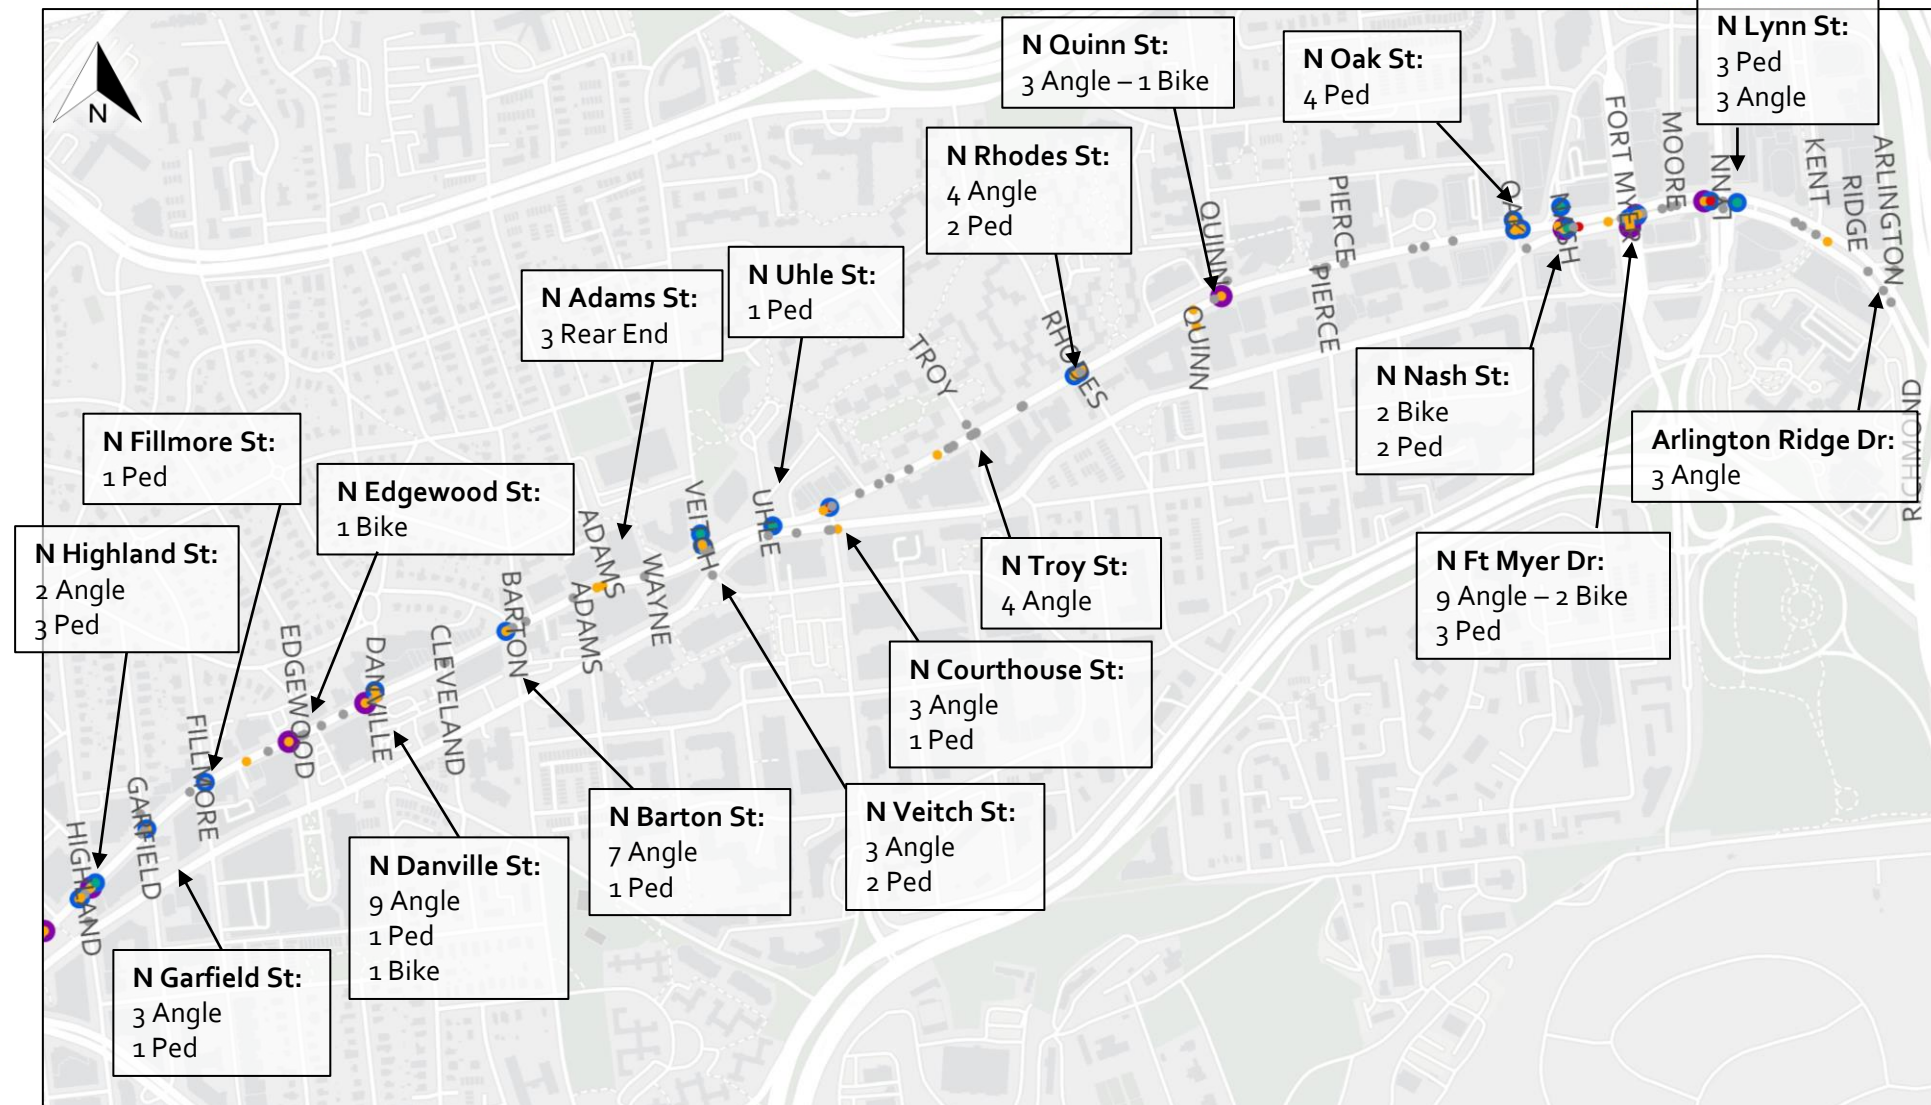 N Lynn St:
3 Ped
3 Angle
N Quinn St:
3 Angle – 1 Bike
N Oak St:
4 Ped
N Rhodes St:
4 Angle
2 Ped
N Uhle St:
1 Ped
N Adams St:
3 Rear End
N Nash St:
2 Bike
2 Ped
Arlington Ridge Dr:
3 Angle
N Fillmore St:
1 Ped
N Edgewood St:
1 Bike
N Highland St:
2 Angle
3 Ped
N Troy St:
4 Angle
N Ft Myer Dr:
9 Angle – 2 Bike
3 Ped
N Courthouse St:
3 Angle
1 Ped
N Barton St:
7 Angle
1 Ped
N Veitch St:
3 Angle
2 Ped
N Danville St:
9 Angle
1 Ped
1 Bike
N Garfield St:
3 Angle
1 Ped
N
HIGHLAND
GARFIELD
FILLMORE
EDGEWOOD
DANVILLE
CLEVELAND
BARTON
ADAMS
ADAMS
WAYNE
VEITCH
UHLE
TROY
RHODES
QUINN
QUINN
PIERCE
PIERCE
OAK
NASH
FORT MYER
MOORE
LYNN
KENT
ARLINGTON
RIDGE
RICHMOND